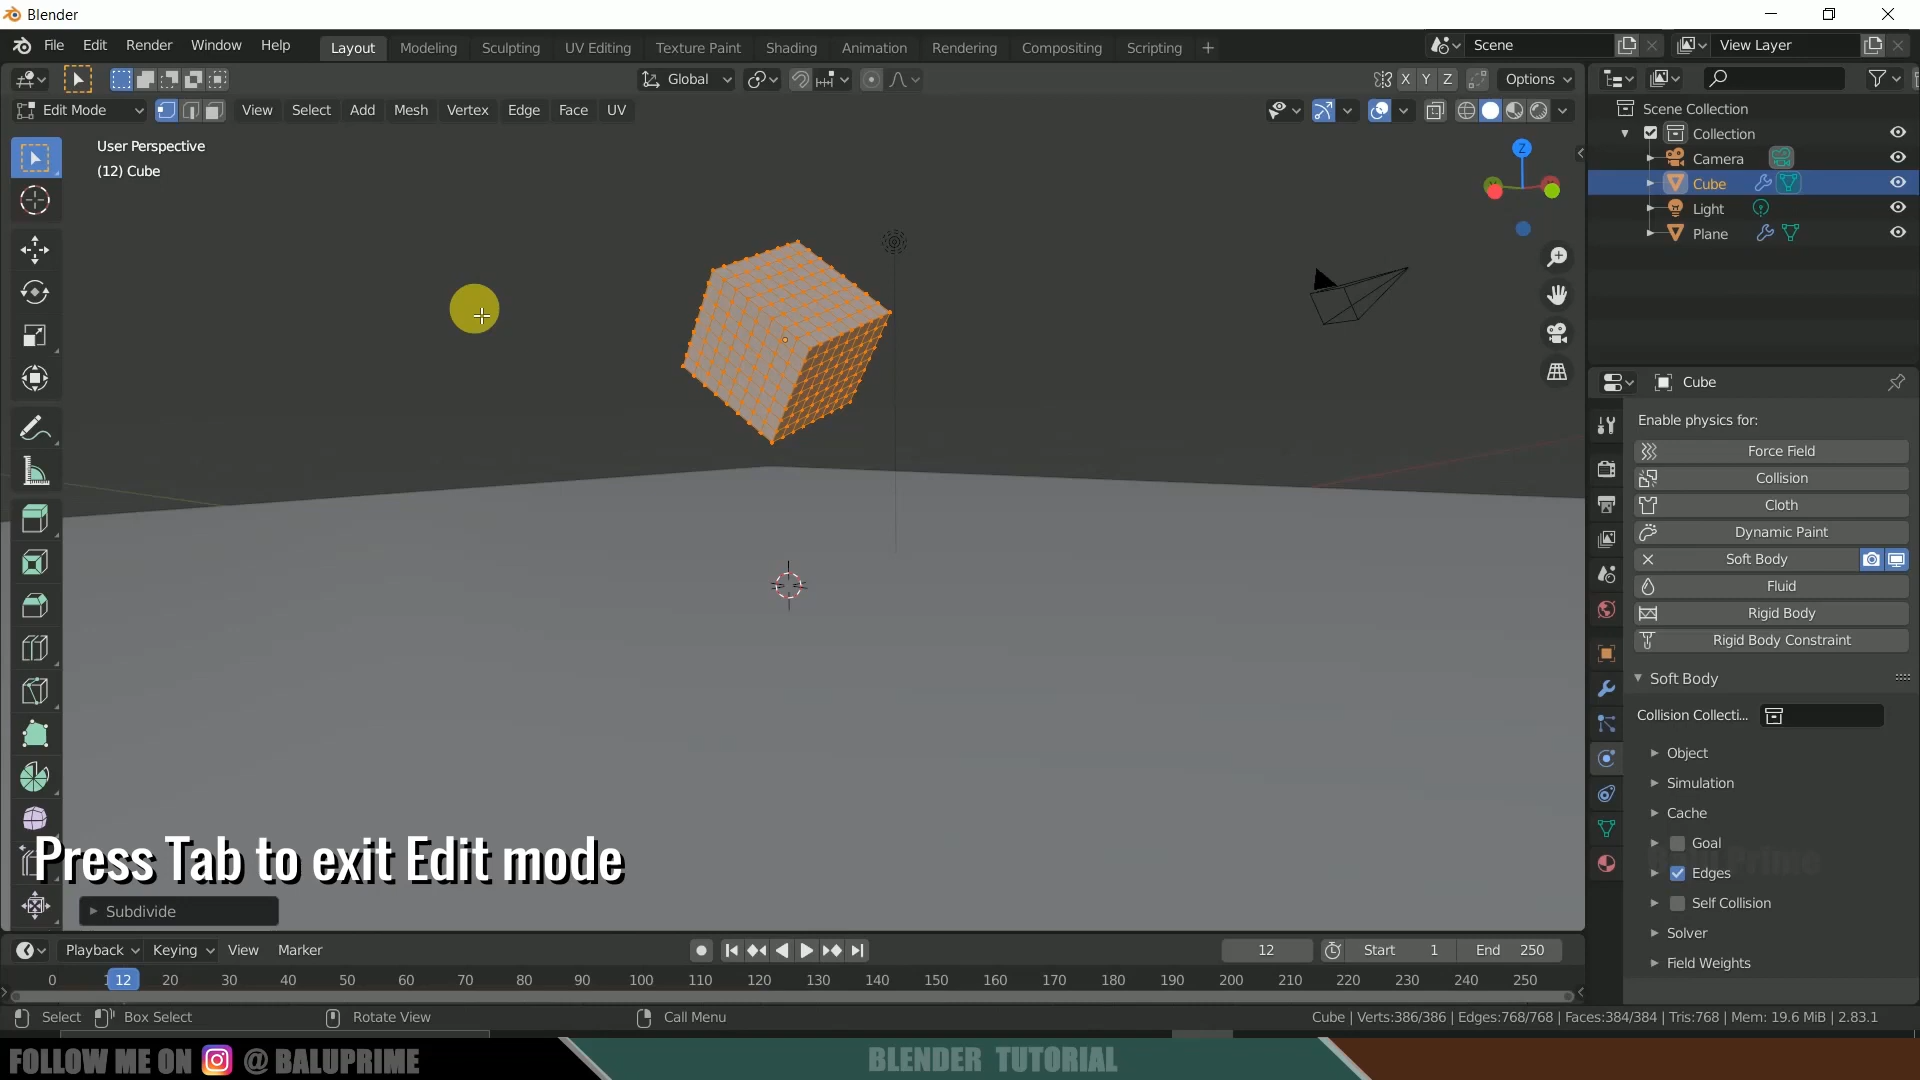 Blender
File Edit Render Window Help
Layout Modeling Sculpting UV Editing Texture Paint Shading Animation Rendering Compositing Scripting +
Scene
View Layer
Global
X Y Z
Options
Edit Mode
View Select Add Mesh Vertex Edge Face UV
User Perspective
(12) Cube
Z
Scene Collection
Collection
Camera
Cube
Light
Plane
Cube
Enable physics for:
Force Field
Collision
Cloth
Dynamic Paint
Soft Body
Fluid
Rigid Body
Rigid Body Constraint
Soft Body
Collision Collecti...
Object
Simulation
Cache
Goal
Edges
Self Collision
Solver
Field Weights
Press Tab to exit Edit mode
Subdivide
Playback Keying View Marker
12
Start 1
End 250
0 12 20 30 40 50 60 70 80 90 100 110 120 130 140 150 160 170 180 190 200 210 220 230 240 250
Select Box Select Rotate View Call Menu
Cube | Verts:386/386 | Edges:768/768 | Faces:384/384 | Tris:768 | Mem: 19.6 MiB | 2.83.1
FOLLOW ME ON @ BALUPRIME
BLENDER TUTORIAL